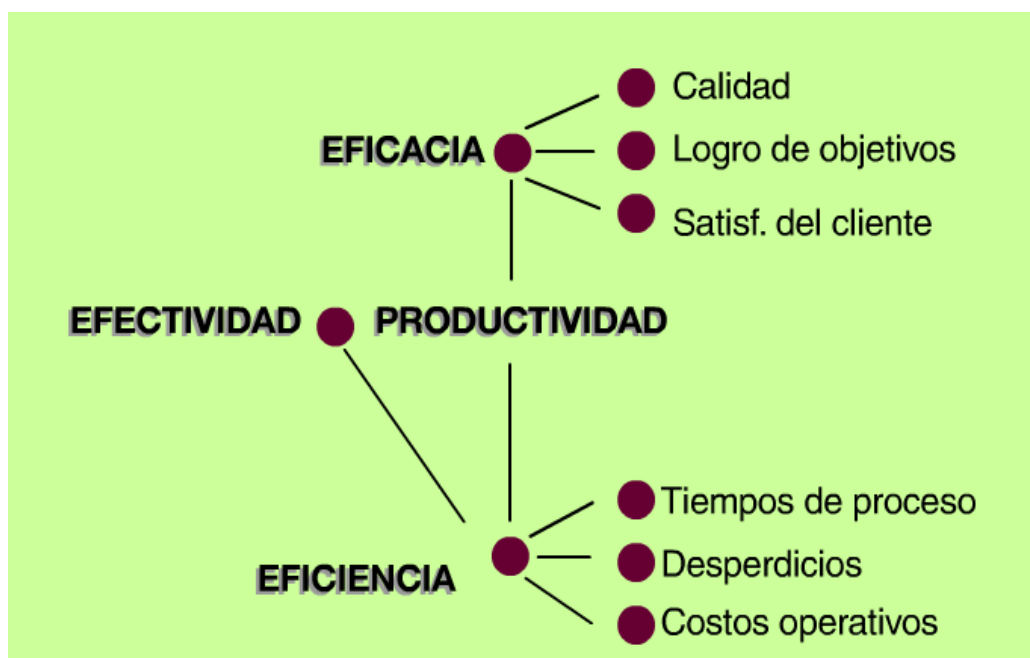 Calidad
EFICACIA
Logro de objetivos
Satisf. del cliente
EFECTIVIDAD
PRODUCTIVIDAD
Tiempos de proceso
Desperdicios
EFICIENCIA
Costos operativos